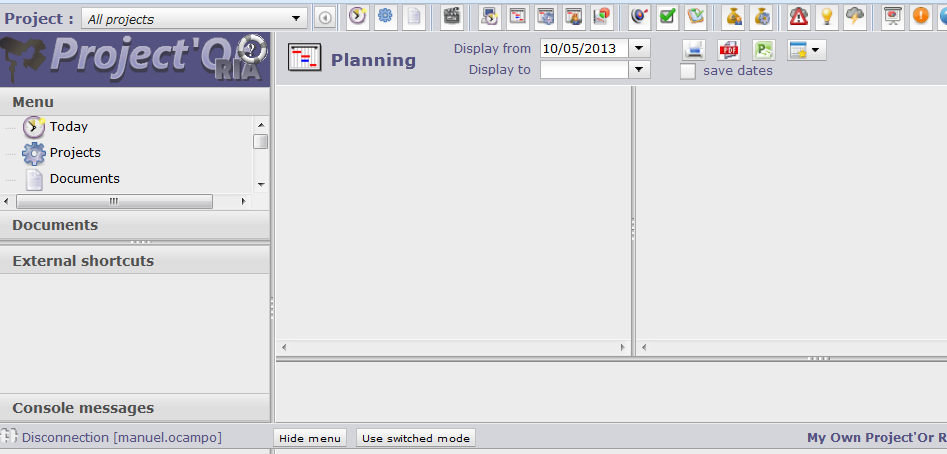 Project :
All projects
Project'Or
RIA
Planning
Display from
10/05/2013
Display to
PDF
save dates
Menu
Today
Projects
Documents
Documents
External shortcuts
Console messages
Disconnection [manuel.ocampo]
Hide menu
Use switched mode
My Own Project'Or R